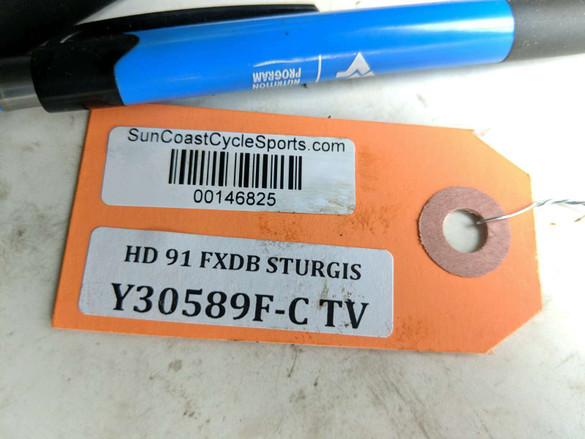 NUTRITION
PROGRAM
SunCoastCycleSports.com
00146825
HD 91 FXDB STURGIS
Y30589F-C TV